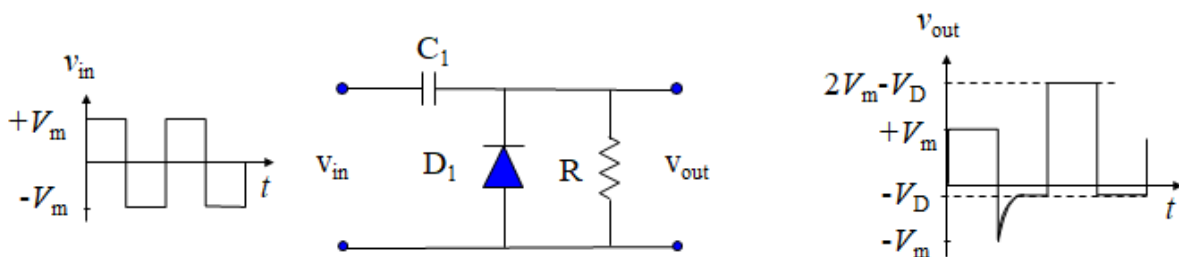 v_in
+V_m
-V_m
t
C_1
v_in
D_1
R
v_out
v_out
2V_m-V_D
+V_m
-V_D
-V_m
t